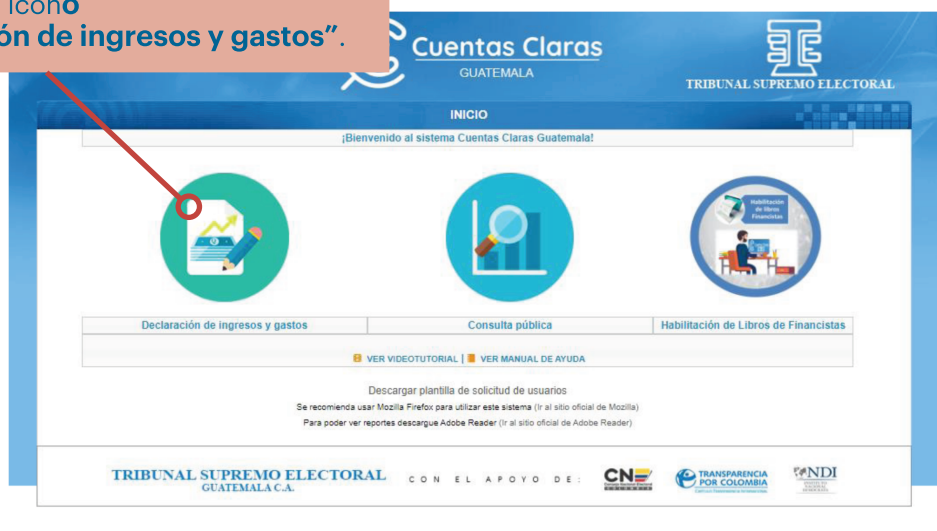 icono
ón de ingresos y gastos”.
Cuentas Claras
GUATEMALA
TRIBUNAL SUPREMO ELECTORAL
INICIO
¡Bienvenido al sistema Cuentas Claras Guatemala!
Habilitación
de libros
Financistas
Declaración de ingresos y gastos
Consulta pública
Habilitación de Libros de Financistas
VER VIDEOTUTORIAL | VER MANUAL DE AYUDA
Descargar plantilla de solicitud de usuarios
Se recomienda usar Mozilla Firefox para utilizar este sistema (Ir al sitio oficial de Mozilla)
Para poder ver reportes descargue Adobe Reader (Ir al sitio oficial de Adobe Reader)
TRIBUNAL SUPREMO ELECTORAL
GUATEMALA C.A.
CON EL APOYO DE:
CNE
TRANSPARENCIA
POR COLOMBIA
NDI